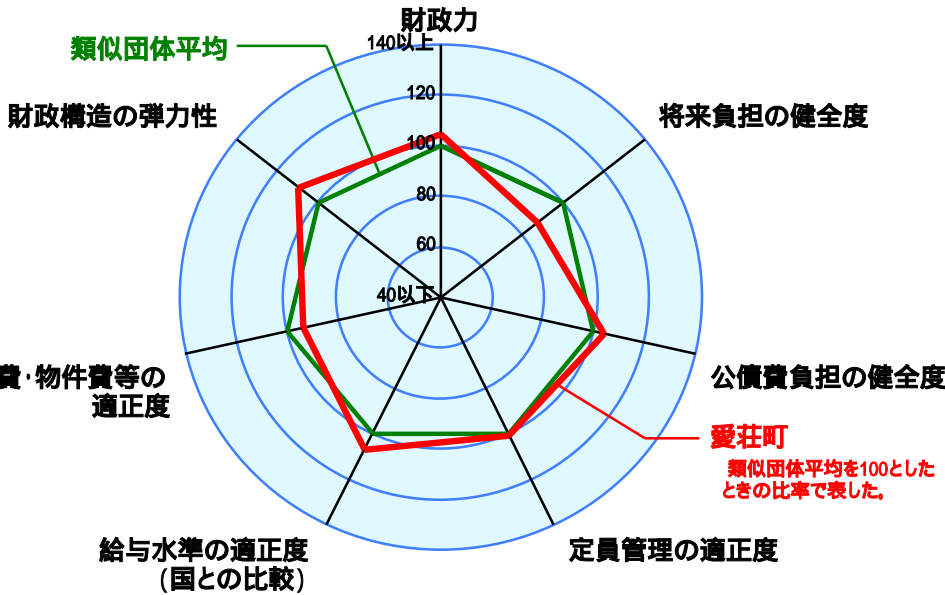 財政力
類似団体平均
140以上
120
財政構造の弾力性
将来負担の健全度
100
80
60
40以下
費・物件費等の
適正度
公債費負担の健全度
愛荘町
類似団体平均を100とした
ときの比率で表した。
給与水準の適正度
(国との比較)
定員管理の適正度